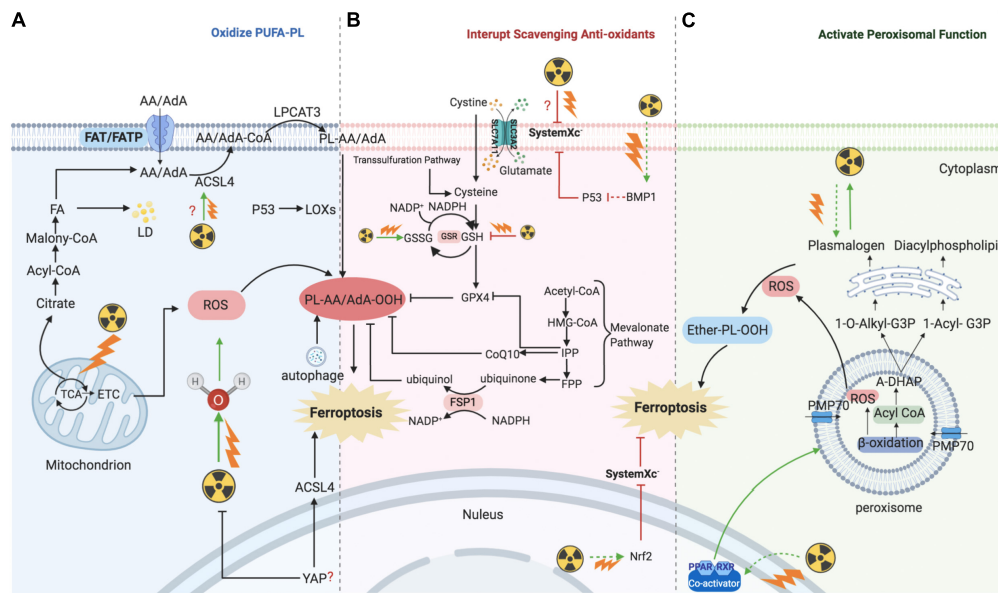 A
B
C
Oxidize PUFA-PL
Interupt Scavenging Anti-oxidants
Activate Peroxisomal Function
AA/AdA
LPCAT3
FAT/FATP
AA/AdA-CoA
PL-AA/AdA
AA/AdA
ACSL4
?
FA
LD
P53
LOXs
Malony-CoA
Acyl-CoA
Citrate
ROS
TCA
ETC
Mitochondrion
H
H
O
PL-AA/AdA-OOH
autophage
Ferroptosis
ACSL4
YAP?
Cystine
SLC7A11
SLC3A2
Glutamate
?
SystemXc-
Transsulfuration Pathway
Cysteine
P53
BMP1
NADP+
NADPH
GSSG
GSR
GSH
GPX4
Acetyl-CoA
HMG-CoA
Mevalonate
Pathway
CoQ10
IPP
ubiquinol
ubiquinone
FPP
FSP1
NADP+
NADPH
Ferroptosis
SystemXc-
Nuleus
Nrf2
Cytoplasm
Plasmalogen
Diacylphospholipi
ROS
Ether-PL-OOH
1-O-Alkyl-G3P
1-Acyl- G3P
A-DHAP
ROS
PMP70
Acyl CoA
β-oxidation
PMP70
peroxisome
PPAR
RXR
Co-activator